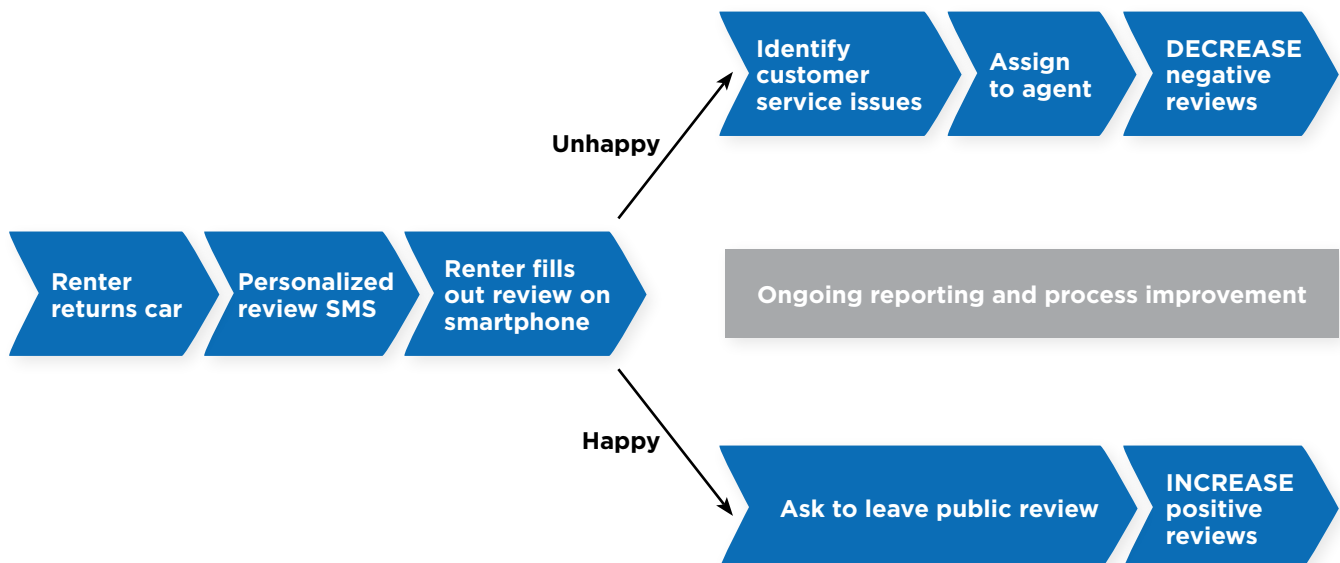 Renter
returns car
Personalized
review SMS
Renter fills
out review on
smartphone
Unhappy
Identify
customer
service issues
Assign
to agent
DECREASE
negative
reviews
Ongoing reporting and process improvement
Happy
Ask to leave public review
INCREASE
positive
reviews